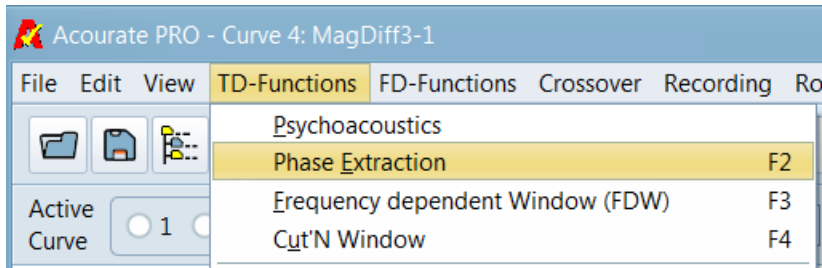 Acourate PRO - Curve 4: MagDiff3-1
File Edit View TD-Functions FD-Functions Crossover Recording Ro
Psychoacoustics
Phase Extraction F2
Frequency dependent Window (FDW) F3
Active Curve 1
Cut'N Window F4